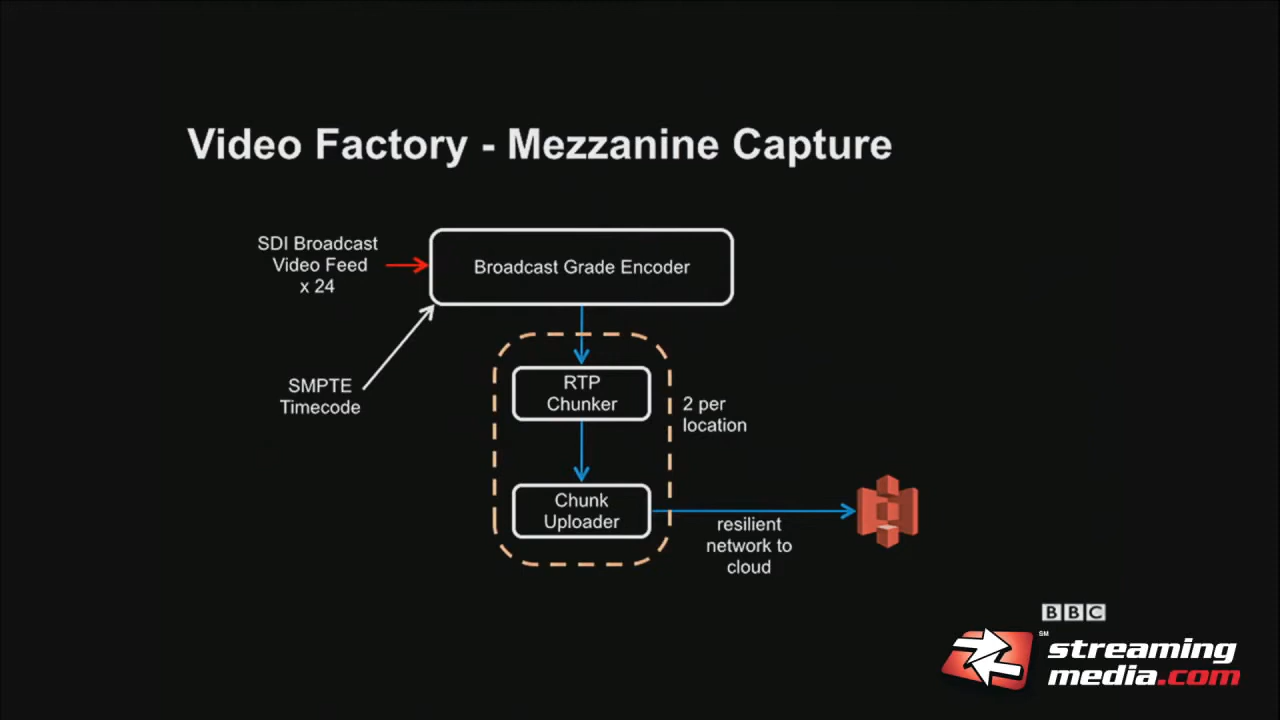 Video Factory - Mezzanine Capture
SDI Broadcast
Video Feed
x 24
Broadcast Grade Encoder
SMPTE
Timecode
RTP
Chunker
2 per
location
Chunk
Uploader
resilient
network to
cloud
BBC
SM
streaming
media.com